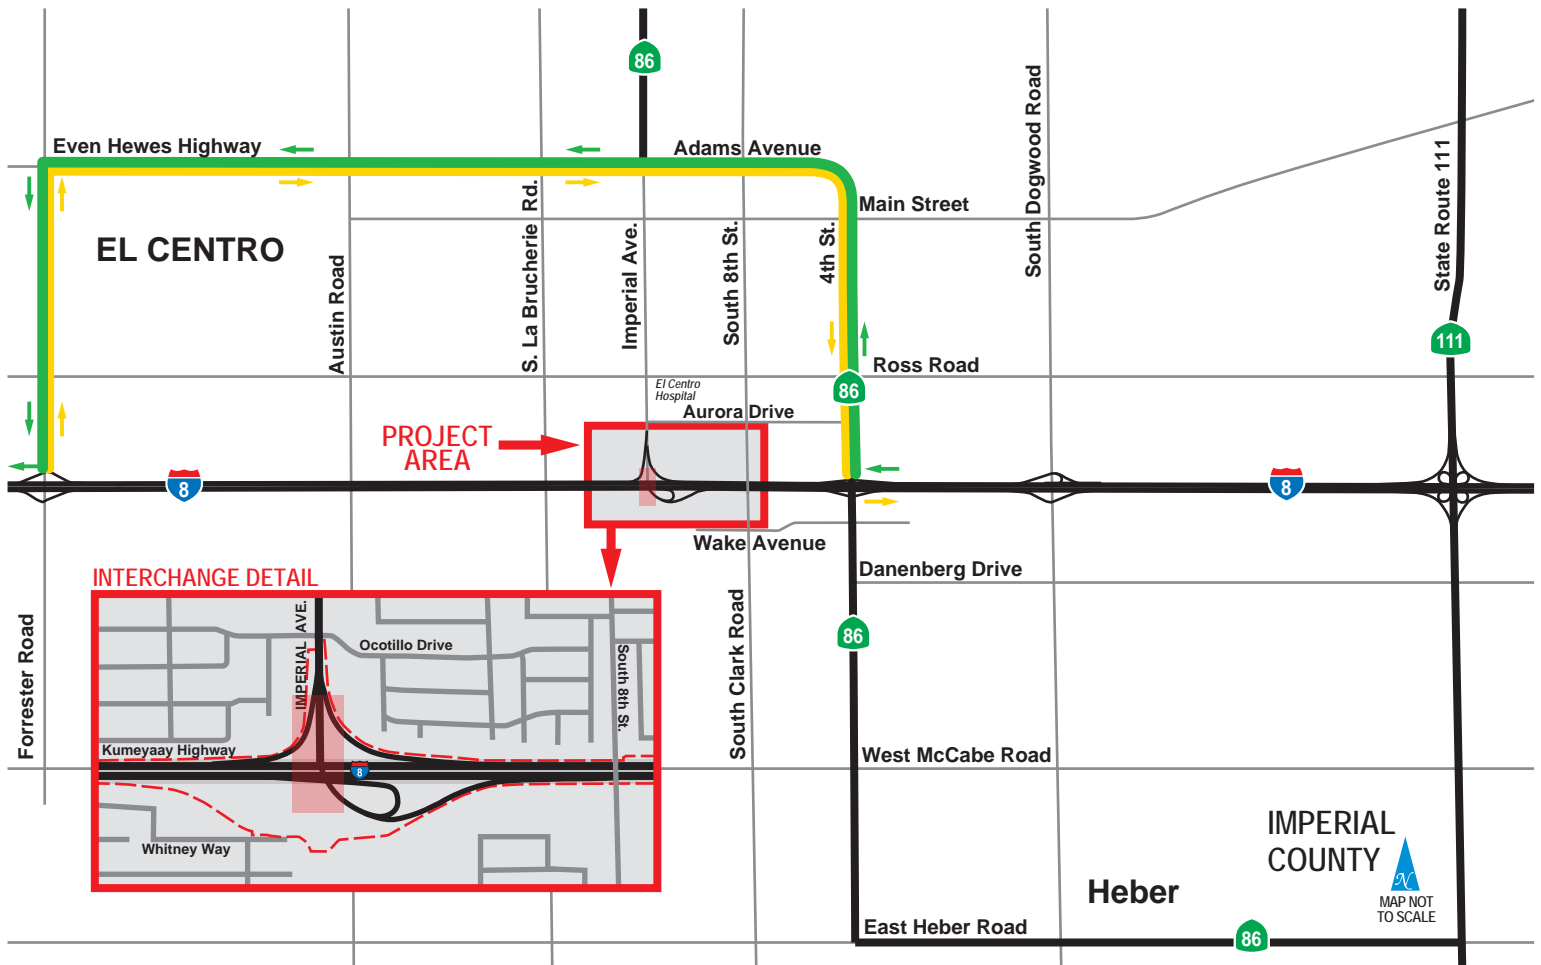 86
South Dogwood Road
Even Hewes Highway
Adams Avenue
State Route 111
Main Street
EL CENTRO
S. La Brucherie Rd.
Imperial Ave.
South 8th St.
4th St.
Austin Road
111
Ross Road
El Centro
Hospital
86
Aurora Drive
PROJECT
AREA
8
8
Wake Avenue
Danenberg Drive
INTERCHANGE DETAIL
IMPERIAL AVE.
Ocotillo Drive
South 8th St.
Kumeyaay Highway
8
Whitney Way
Forrester Road
South Clark Road
86
West McCabe Road
IMPERIAL
COUNTY
N
MAP NOT
TO SCALE
Heber
East Heber Road
86